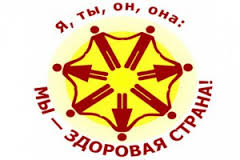 Я, ты, он, она:
МЫ — ЗДОРОВАЯ СТРАНА!